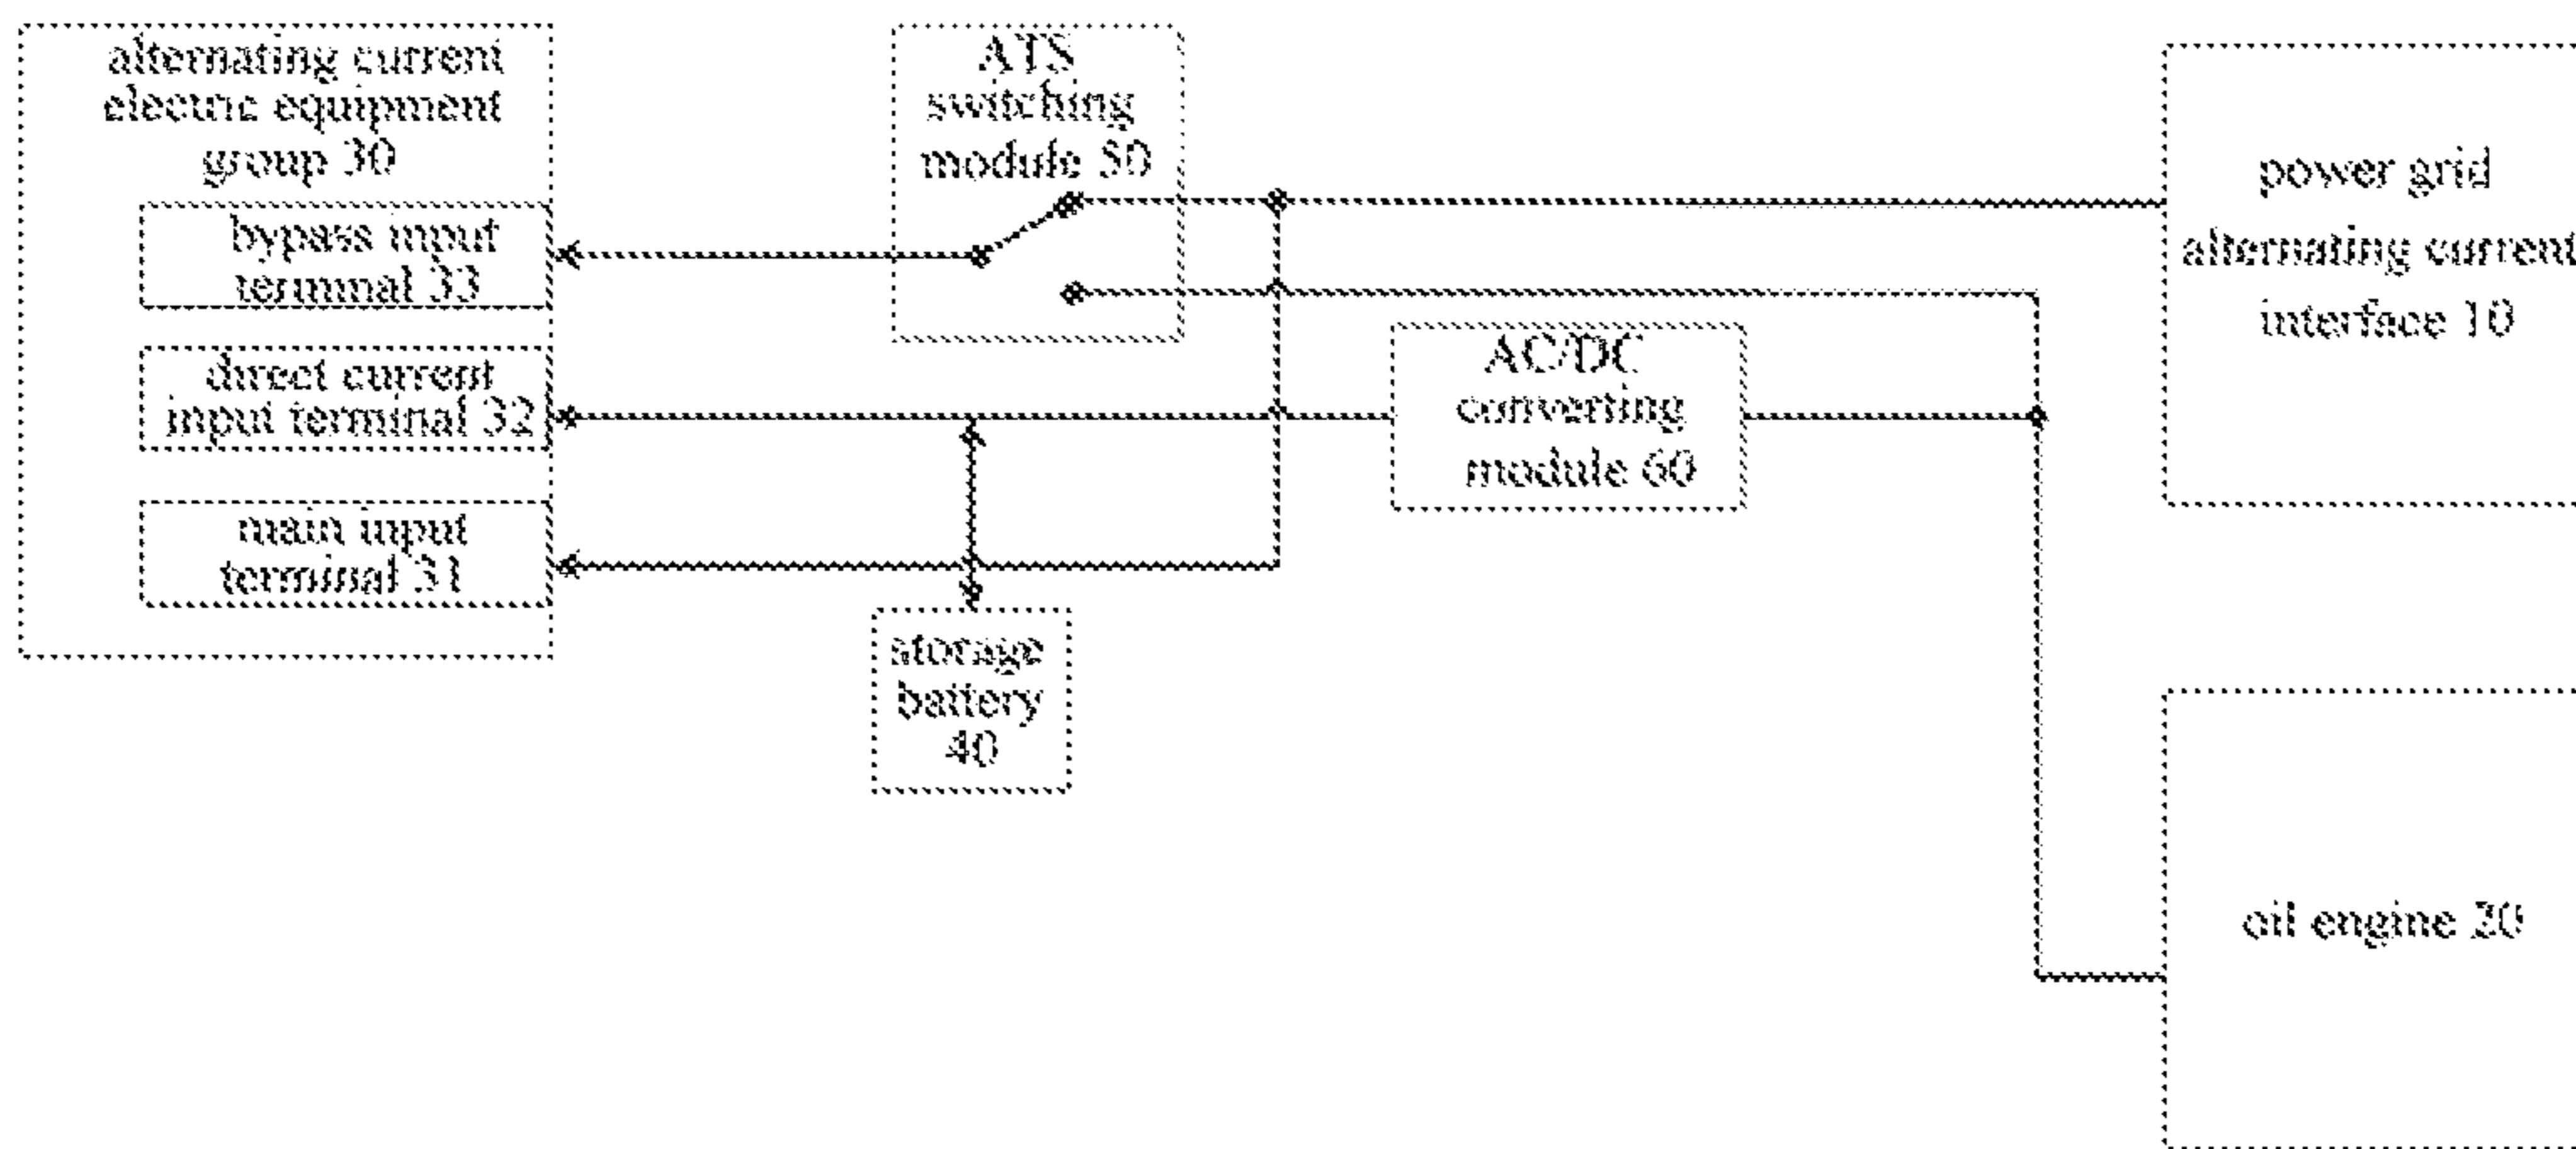 alternating current
electric equipment
group 30
bypass input
terminal 33
direct current
input terminal 32
main input
terminal 31
ATS
switching
module 50
storage
battery
40
AC/DC
converting
module 60
power grid
alternating current
interface 10
oil engine 20